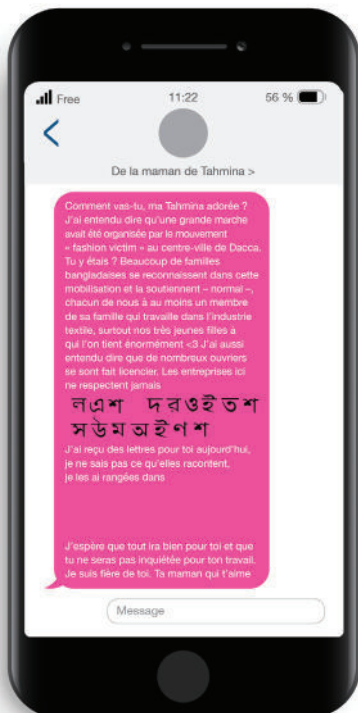 Free
11:22
56 %
De la maman de Tahmina >
Comment vas-tu, ma Tahmina adorée ?
J'ai entendu dire qu'une grande marche
avait été organisée par le mouvement
« fashion victim » au centre-ville de Dacca.
Tu y étais ? Beaucoup de familles
bangladaises se reconnaissent dans cette
mobilisation et la soutiennent – normal –,
chacun de nous à au moins un membre
de sa famille qui travaille dans l'industrie
textile, surtout nos très jeunes filles à
qui l'on tient énormément <3 J'ai aussi
entendu dire que de nombreux ouvriers
se sont fait licencier. Les entreprises ici
ne respectent jamais
লএশ দরওইতশ
সউমঅইণশ
J'ai reçu des lettres pour toi aujourd'hui,
je ne sais pas ce qu'elles racontent,
je les ai rangées dans
J'espère que tout ira bien pour toi et que
tu ne seras pas inquiétée pour ton travail.
Je suis fière de toi. Ta maman qui t'aime
Message